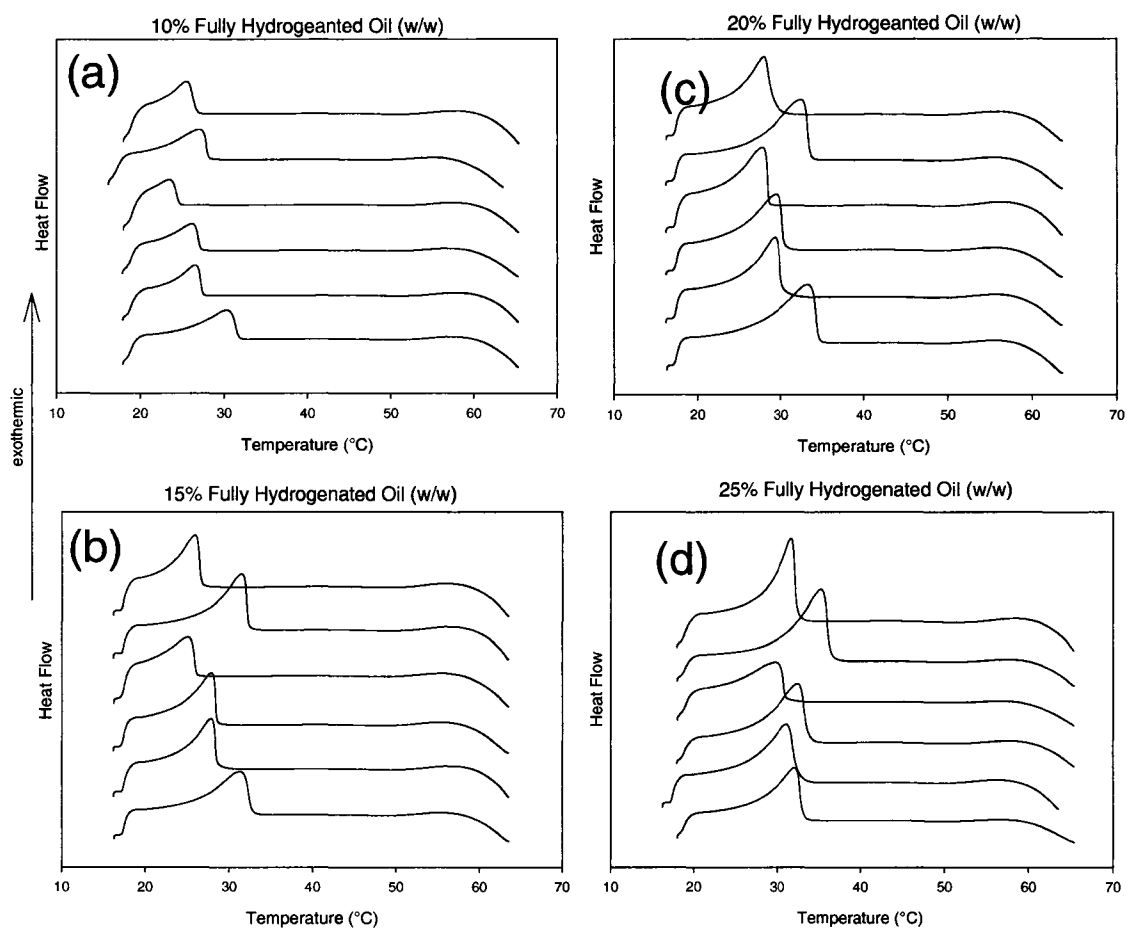 10% Fully Hydrogeanted Oil (w/w)
(a)
Heat Flow
10 20 30 40 50 60 70
Temperature (°C)
20% Fully Hydrogeanted Oil (w/w)
(c)
Heat Flow
10 20 30 40 50 60 70
Temperature (°C)
exothermic
15% Fully Hydrogenated Oil (w/w)
(b)
Heat Flow
10 20 30 40 50 60 70
Temperature (°C)
25% Fully Hydrogenated Oil (w/w)
(d)
Heat Flow
10 20 30 40 50 60 70
Temperature (°C)